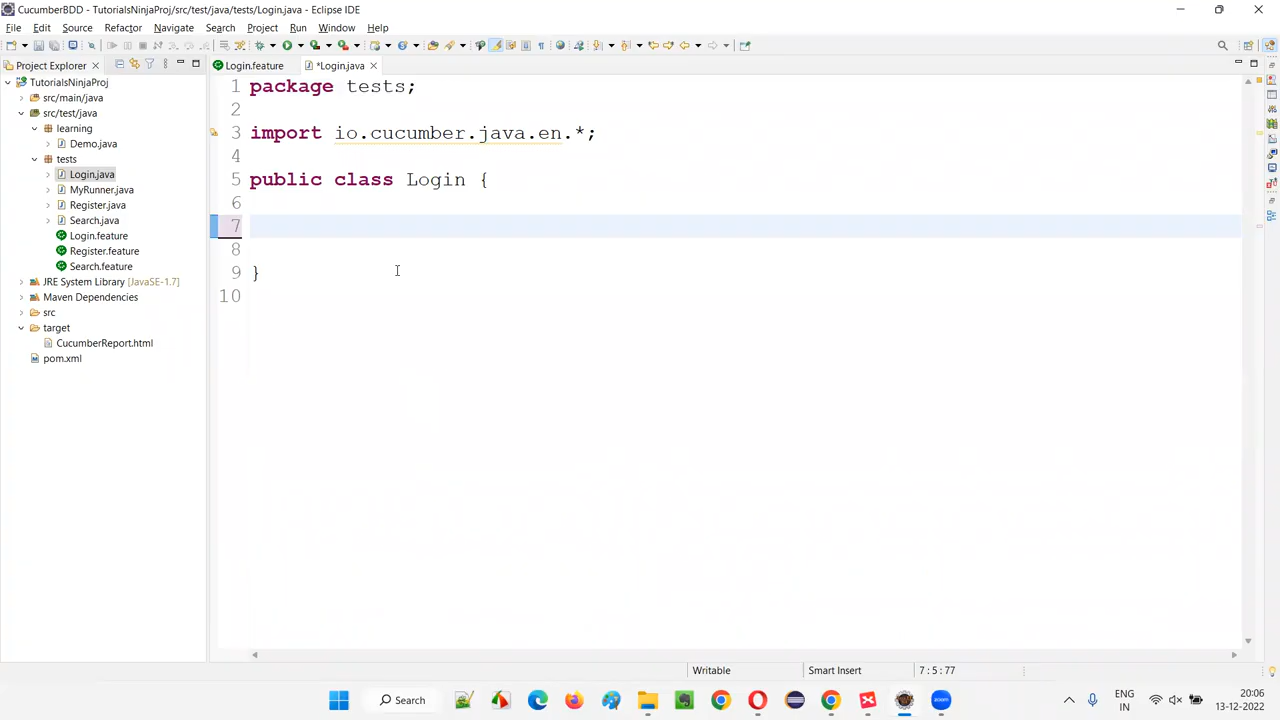 CucumberBDD - TutorialsNinjaProj/src/test/java/tests/Login.java - Eclipse IDE
File Edit Source Refactor Navigate Search Project Run Window Help
Project Explorer
Login.feature
*Login.java
TutorialsNinjaProj
src/main/java
src/test/java
learning
Demo.java
tests
Login.java
MyRunner.java
Register.java
Search.java
Login.feature
Register.feature
Search.feature
JRE System Library [JavaSE-1.7]
Maven Dependencies
src
target
CucumberReport.html
pom.xml
1 package tests;
2
3 import io.cucumber.java.en.*;
4
5 public class Login {
6
7
8
9 }
10
Writable
Smart Insert
7 : 5 : 77
Search
zoom
ENG
IN
20:06
13-12-2022